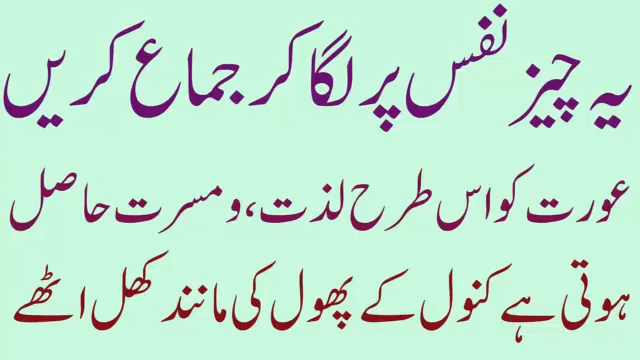 یہ چیز نفس پر لگا کر جماع کریں
عورت کو اس طرح لذت، و مسرت حاصل
ہوتی ہے کنول کے پھول کی مانند کھل اٹھے